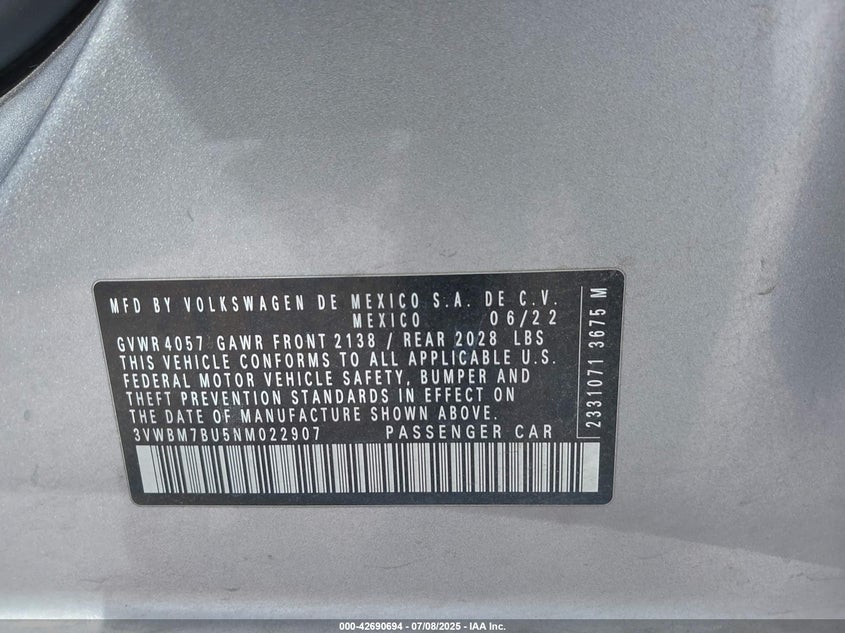 MFD BY VOLKSWAGEN DE MEXICO S.A. DE C.V.
MEXICO 06/22
GVWR 4057 GAWR FRONT 2138 / REAR 2028 LBS
THIS VEHICLE CONFORMS TO ALL APPLICABLE U.S.
FEDERAL MOTOR VEHICLE SAFETY, BUMPER AND
THEFT PREVENTION STANDARDS IN EFFECT ON
THE DATE OF MANUFACTURE SHOWN ABOVE.
3VWBM7BU5NM022907 PASSENGER CAR
2331071 3675 M
000-42690694 - 07/08/2025 - IAA Inc.